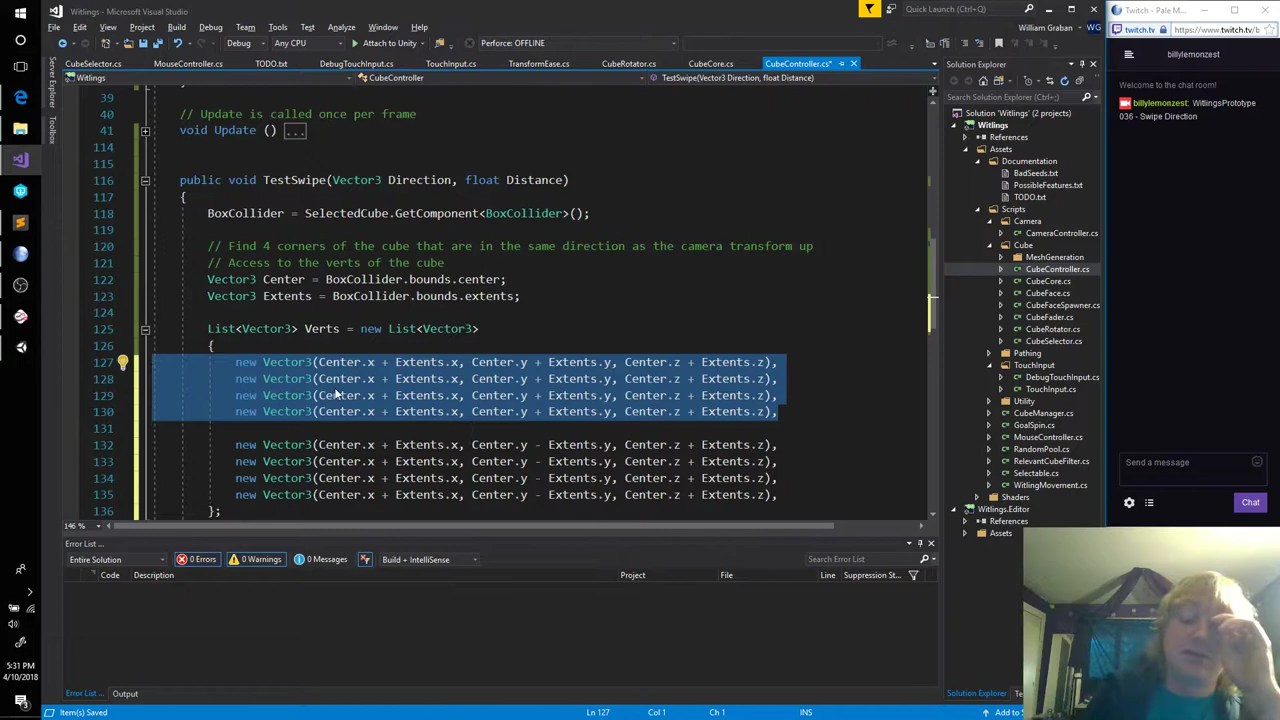 Witlings - Microsoft Visual Studio
Quick Launch (Ctrl+;)
File Edit View Project Build Debug Team Tools Test Analyze Window Help
William Graban
WG
Debug Any CPU Attach to Unity Perforce: OFFLINE
CubeSelector.cs MouseController.cs TODO.txt DebugTouchInput.cs TouchInput.cs TransformEase.cs CubeRotator.cs CubeCore.cs CubeController.cs*
Witlings CubeController TestSwipe(Vector3 Direction, float Distance)
Server Explorer
Toolbox
39
40 // Update is called once per frame
41 void Update () ...
114
115
116 public void TestSwipe(Vector3 Direction, float Distance)
117 {
118 BoxCollider = SelectedCube.GetComponent<BoxCollider>();
119
120 // Find 4 corners of the cube that are in the same direction as the camera transform up
121 // Access to the verts of the cube
122 Vector3 Center = BoxCollider.bounds.center;
123 Vector3 Extents = BoxCollider.bounds.extents;
124
125 List<Vector3> Verts = new List<Vector3>
126 {
127 new Vector3(Center.x + Extents.x, Center.y + Extents.y, Center.z + Extents.z),
128 new Vector3(Center.x + Extents.x, Center.y + Extents.y, Center.z + Extents.z),
129 new Vector3(Center.x + Extents.x, Center.y + Extents.y, Center.z + Extents.z),
130 new Vector3(Center.x + Extents.x, Center.y + Extents.y, Center.z + Extents.z),
131
132 new Vector3(Center.x + Extents.x, Center.y - Extents.y, Center.z + Extents.z),
133 new Vector3(Center.x + Extents.x, Center.y - Extents.y, Center.z + Extents.z),
134 new Vector3(Center.x + Extents.x, Center.y - Extents.y, Center.z + Extents.z),
135 new Vector3(Center.x + Extents.x, Center.y - Extents.y, Center.z + Extents.z),
136 };
146 %
Error List ...
Entire Solution 0 Errors 0 Warnings 0 Messages Build + IntelliSense Search Error List
Code Description Project File Line Suppression St...
Error List ... Output
Item(s) Saved Ln 127 Col 1 Ch 1 INS Add to S
Solution Explorer
Search Solution Explorer (Ctrl+;)
Solution 'Witlings' (2 projects)
Witlings
References
Assets
Documentation
BadSeeds.txt
PossibleFeatures.txt
TODO.txt
Scripts
Camera
CameraController.cs
Cube
MeshGeneration
CubeController.cs
CubeCore.cs
CubeFace.cs
CubeFaceSpawner.cs
CubeFader.cs
CubeRotator.cs
CubeSelector.cs
Pathing
TouchInput
DebugTouchInput.cs
TouchInput.cs
Utility
CubeManager.cs
GoalSpin.cs
MouseController.cs
RandomPool.cs
RelevantCubeFilter.cs
Selectable.cs
WitlingMovement.cs
Shaders
Witlings.Editor
References
Assets
Solution Explorer Te
Twitch - Pale M...
twitch.tv https://www.twitch.tv/b
billylemonzest
Welcome to the chat room!
billylemonzest: WitlingsPrototype
036 - Swipe Direction
Send a message
Chat
5:31 PM
4/10/2018
3